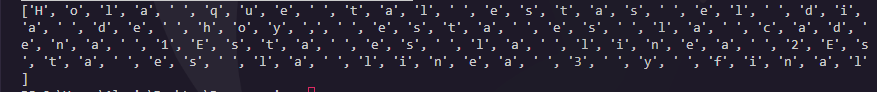 ['H', 'o', 'l', 'a', ' ', 'q', 'u', 'e', ' ', 't', 'a', 'l', ' ', 'e', 's', 't', 'a', 's', ' ', 'e', 'l', ' ', 'd', 'i',
'a', ' ', 'd', 'e', ' ', 'h', 'o', 'y', ',', ' ', 'e', 's', 't', 'a', ' ', 'e', 's', ' ', 'l', 'a', ' ', 'c', 'a', 'd', '
e', 'n', 'a', ' ', '1', 'E', 's', 't', 'a', ' ', 'e', 's', ' ', 'l', 'a', ' ', 'l', 'i', 'n', 'e', 'a', ' ', '2', 'E', 's
', 't', 'a', ' ', 'e', 's', ' ', 'l', 'a', ' ', 'l', 'i', 'n', 'e', 'a', ' ', '3', ' ', 'y', ' ', 'f', 'i', 'n', 'a', 'l'
]